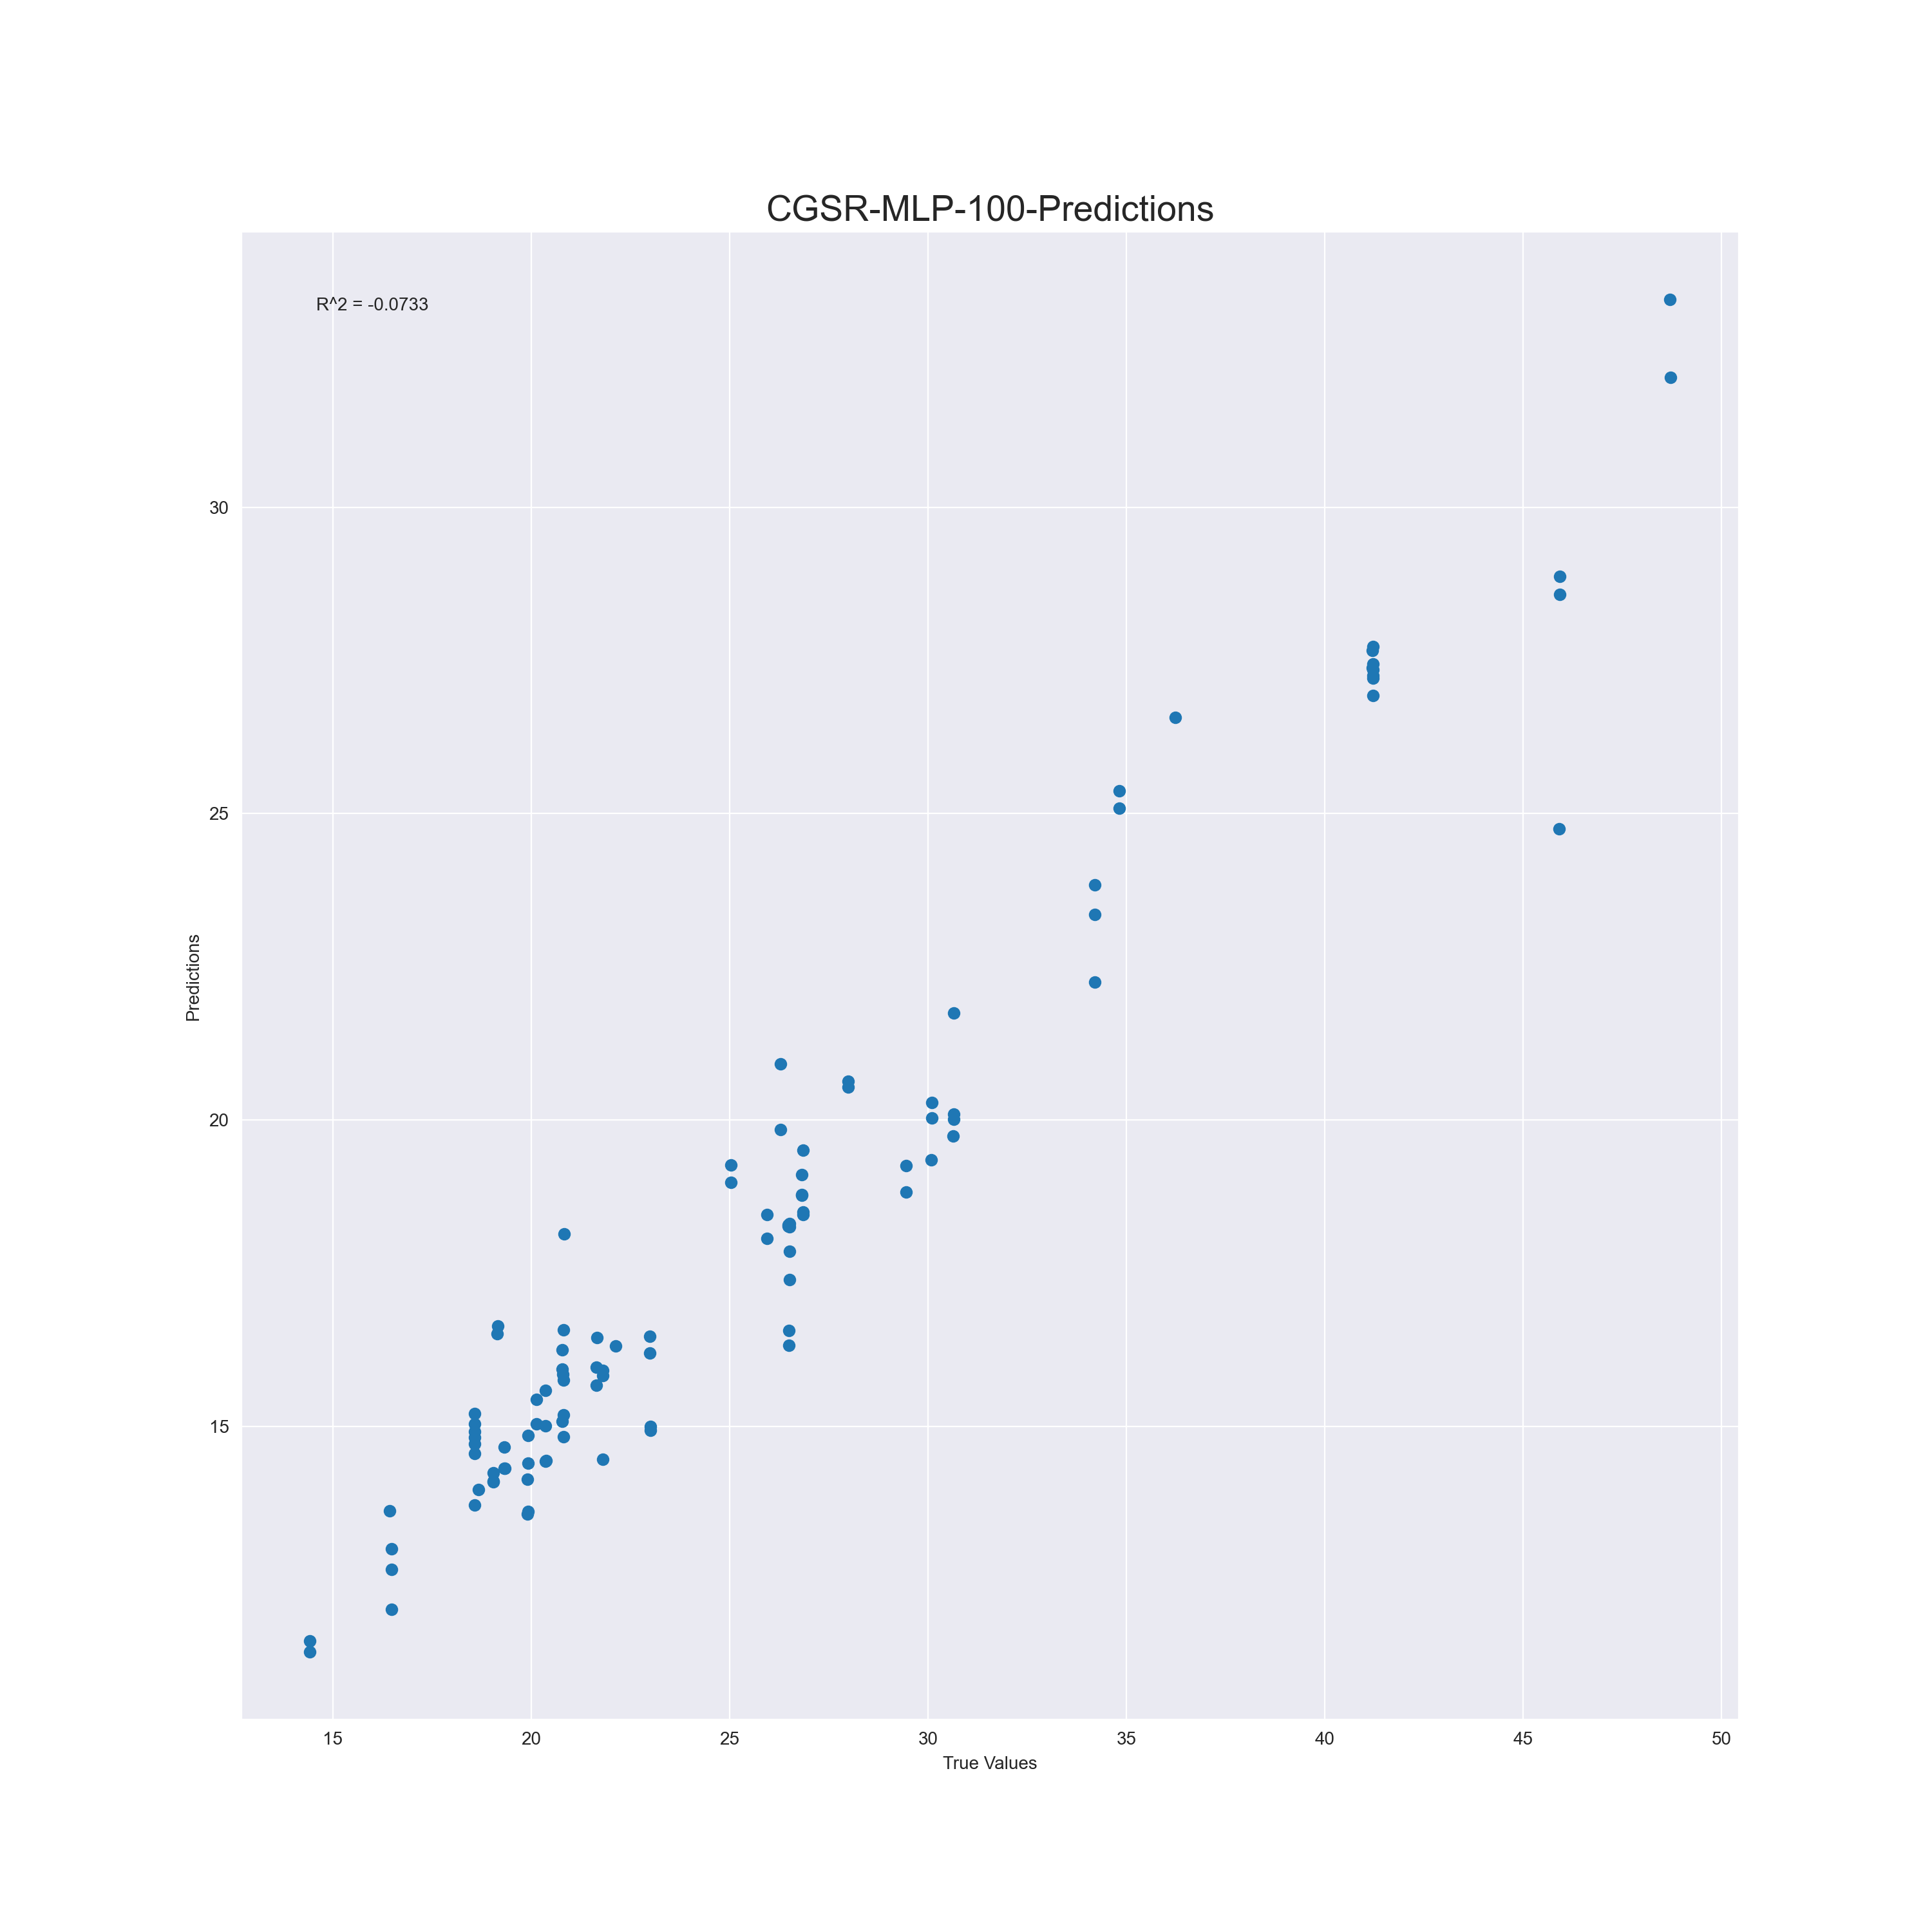 CGSR-MLP-100-Predictions
R^2 = -0.0733
30
25
20
15
Predictions
15 20 25 30 35 40 45 50
True Values